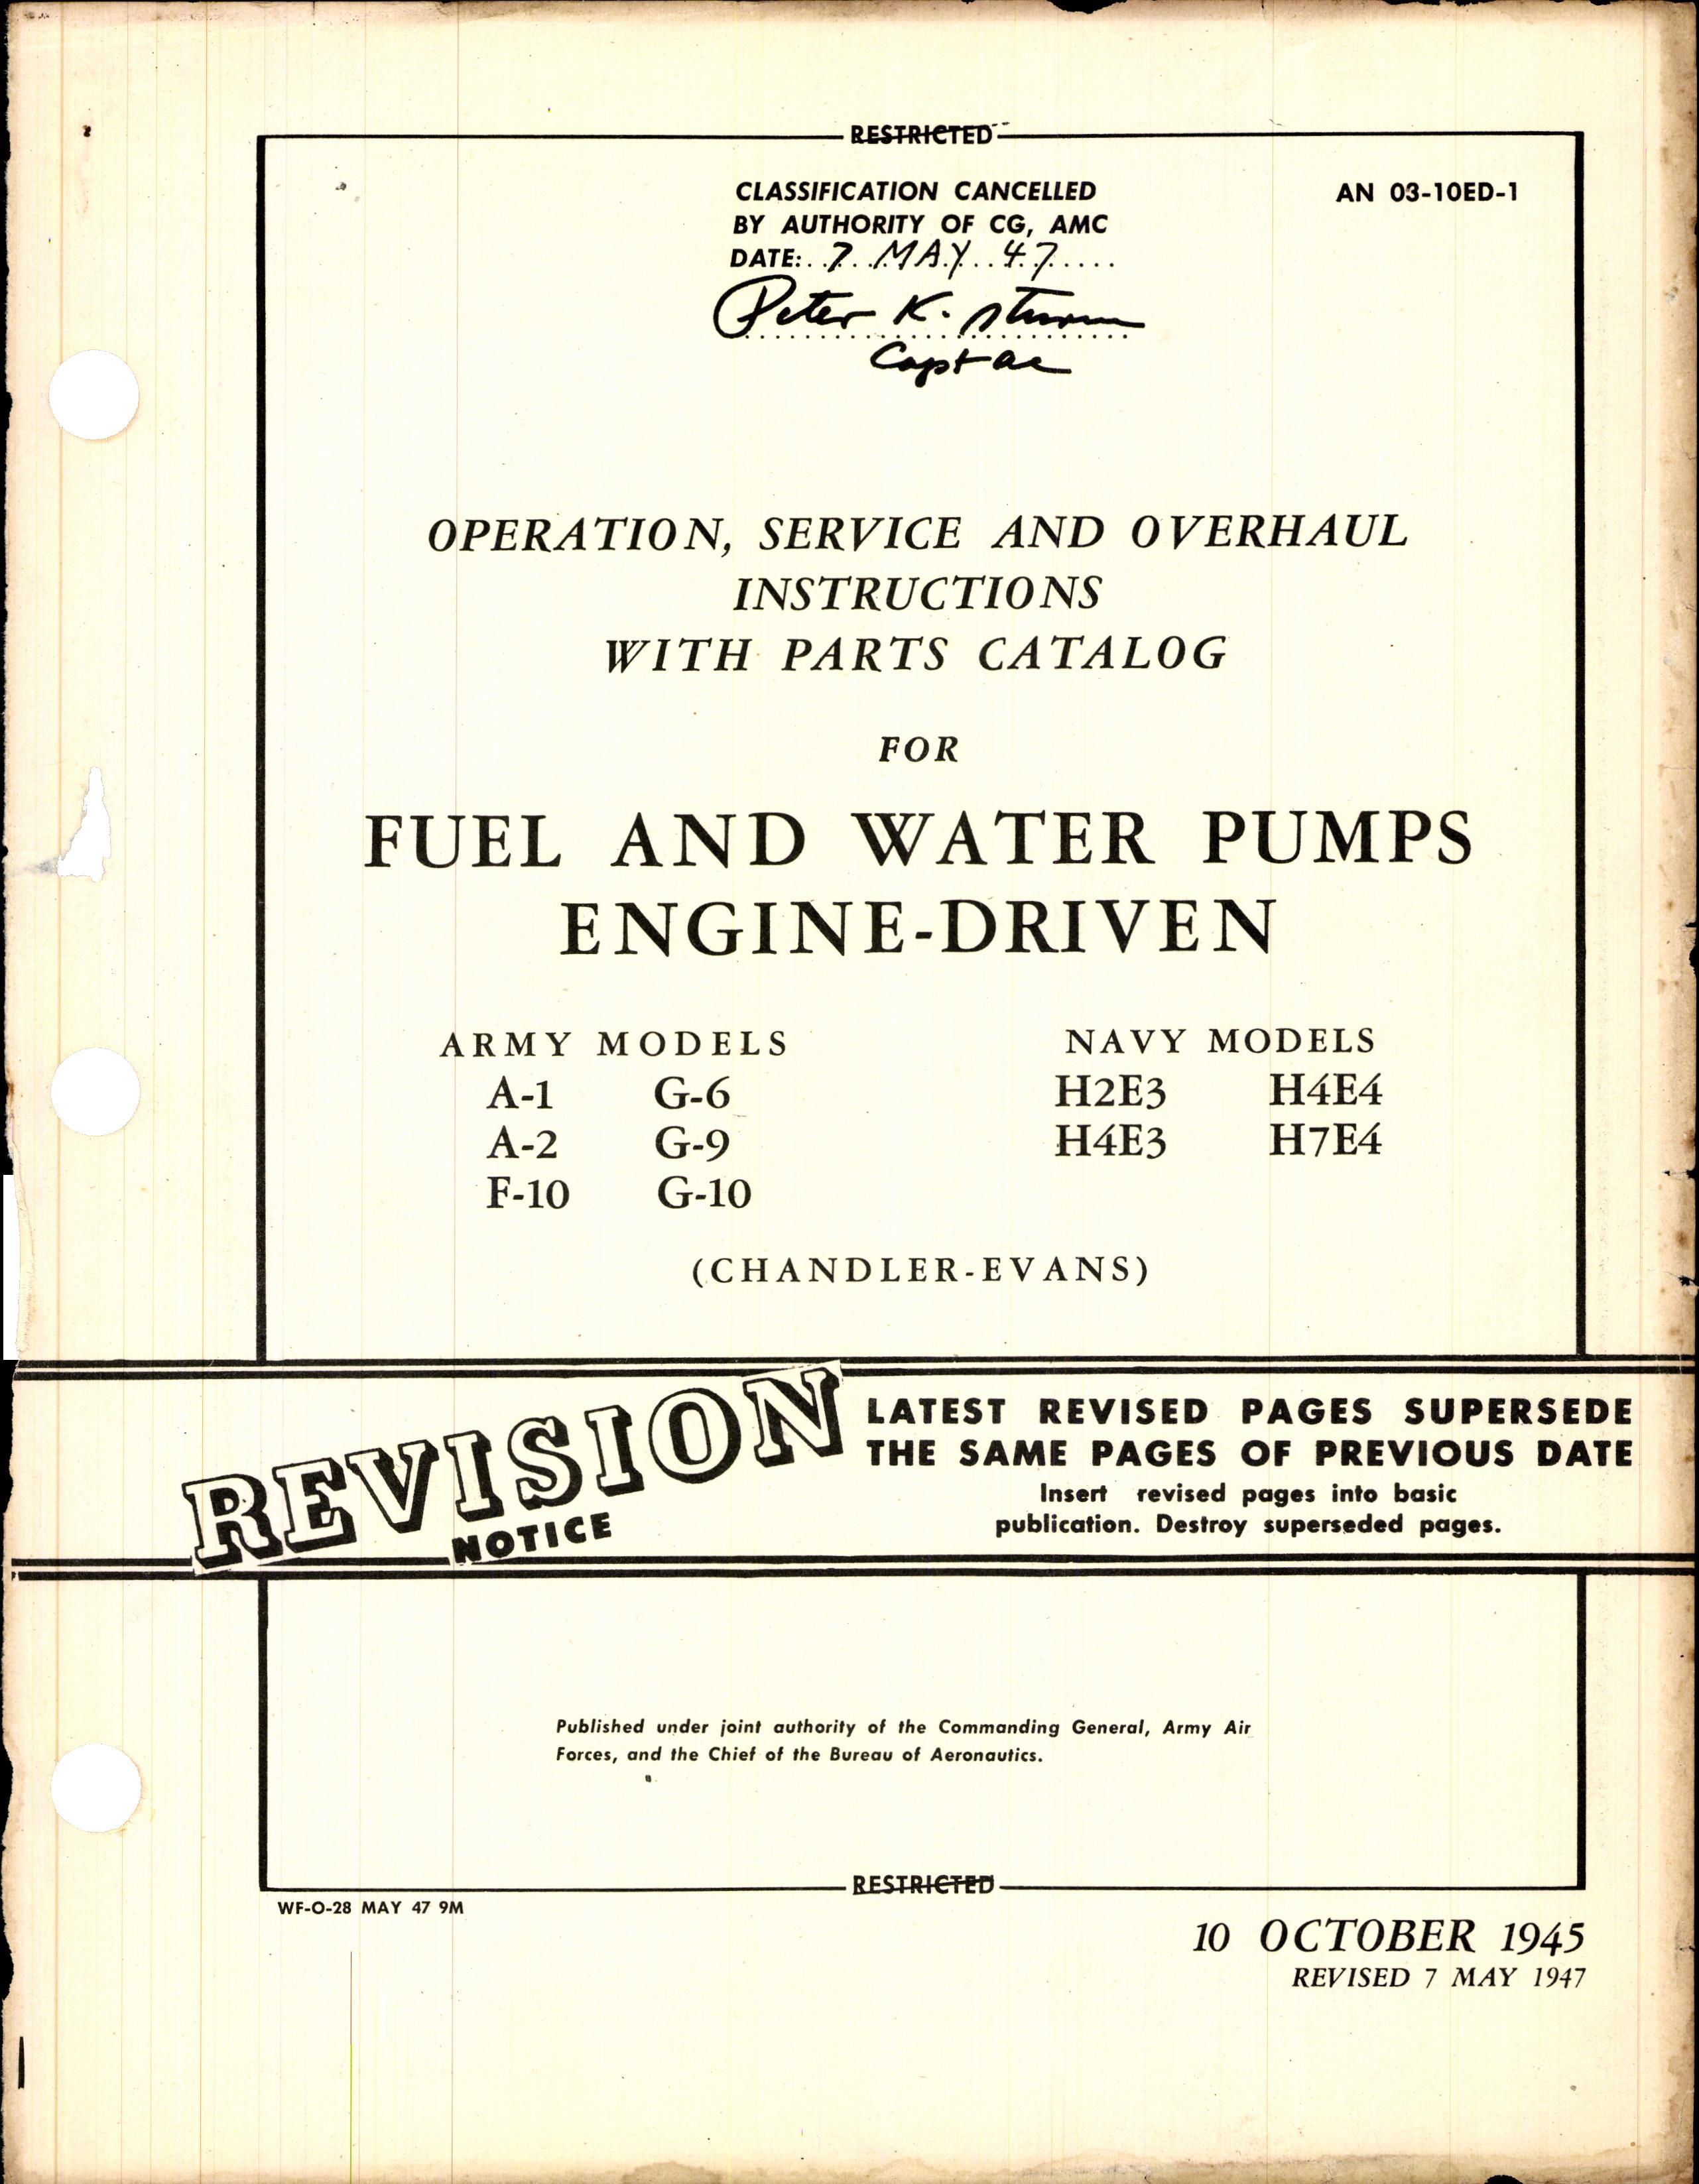 RESTRICTED
CLASSIFICATION CANCELLED
BY AUTHORITY OF CG, AMC
DATE: 7 MAY 47
Peter K.
Capt
AN 03-10ED-1
OPERATION, SERVICE AND OVERHAUL
INSTRUCTIONS
WITH PARTS CATALOG
FOR
FUEL AND WATER PUMPS
ENGINE-DRIVEN
ARMY MODELS
A-1 G-6
A-2 G-9
F-10 G-10
NAVY MODELS
H2E3 H4E4
H4E3 H7E4
(CHANDLER-EVANS)
REVISION
NOTICE
LATEST REVISED PAGES SUPERSEDE
THE SAME PAGES OF PREVIOUS DATE
Insert revised pages into basic
publication. Destroy superseded pages.
Published under joint authority of the Commanding General, Army Air
Forces, and the Chief of the Bureau of Aeronautics.
RESTRICTED
WF-O-28 MAY 47 9M
10 OCTOBER 1945
REVISED 7 MAY 1947